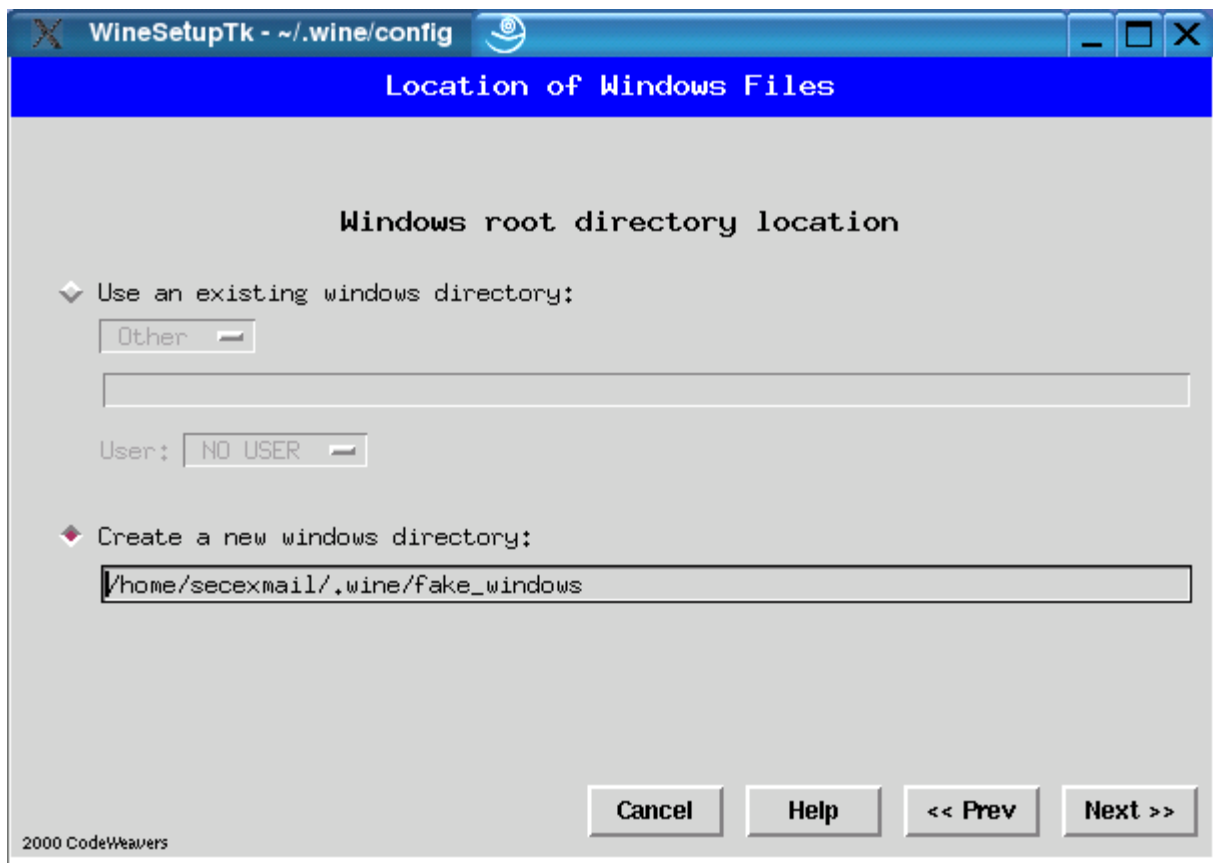 WineSetupTk - ~/.wine/config
Location of Windows Files
Windows root directory location
Use an existing windows directory:
Other
User: NO USER
Create a new windows directory:
/home/secexmail/.wine/fake_windows
Cancel Help << Prev Next >>
2000 CodeWeavers